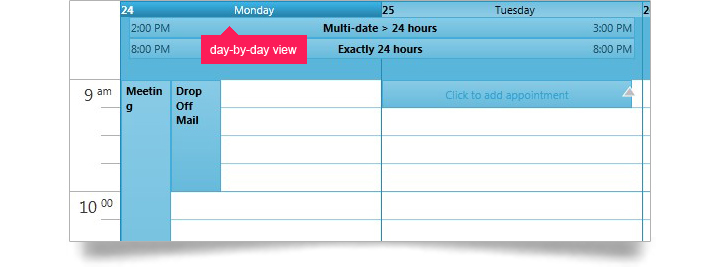 24 Monday 25 Tuesday 2
2:00 PM Multi-date > 24 hours 3:00 PM
8:00 PM Exactly 24 hours 8:00 PM
day-by-day view
9 am
Meetin
g
Drop
Off
Mail
Click to add appointment
10 00